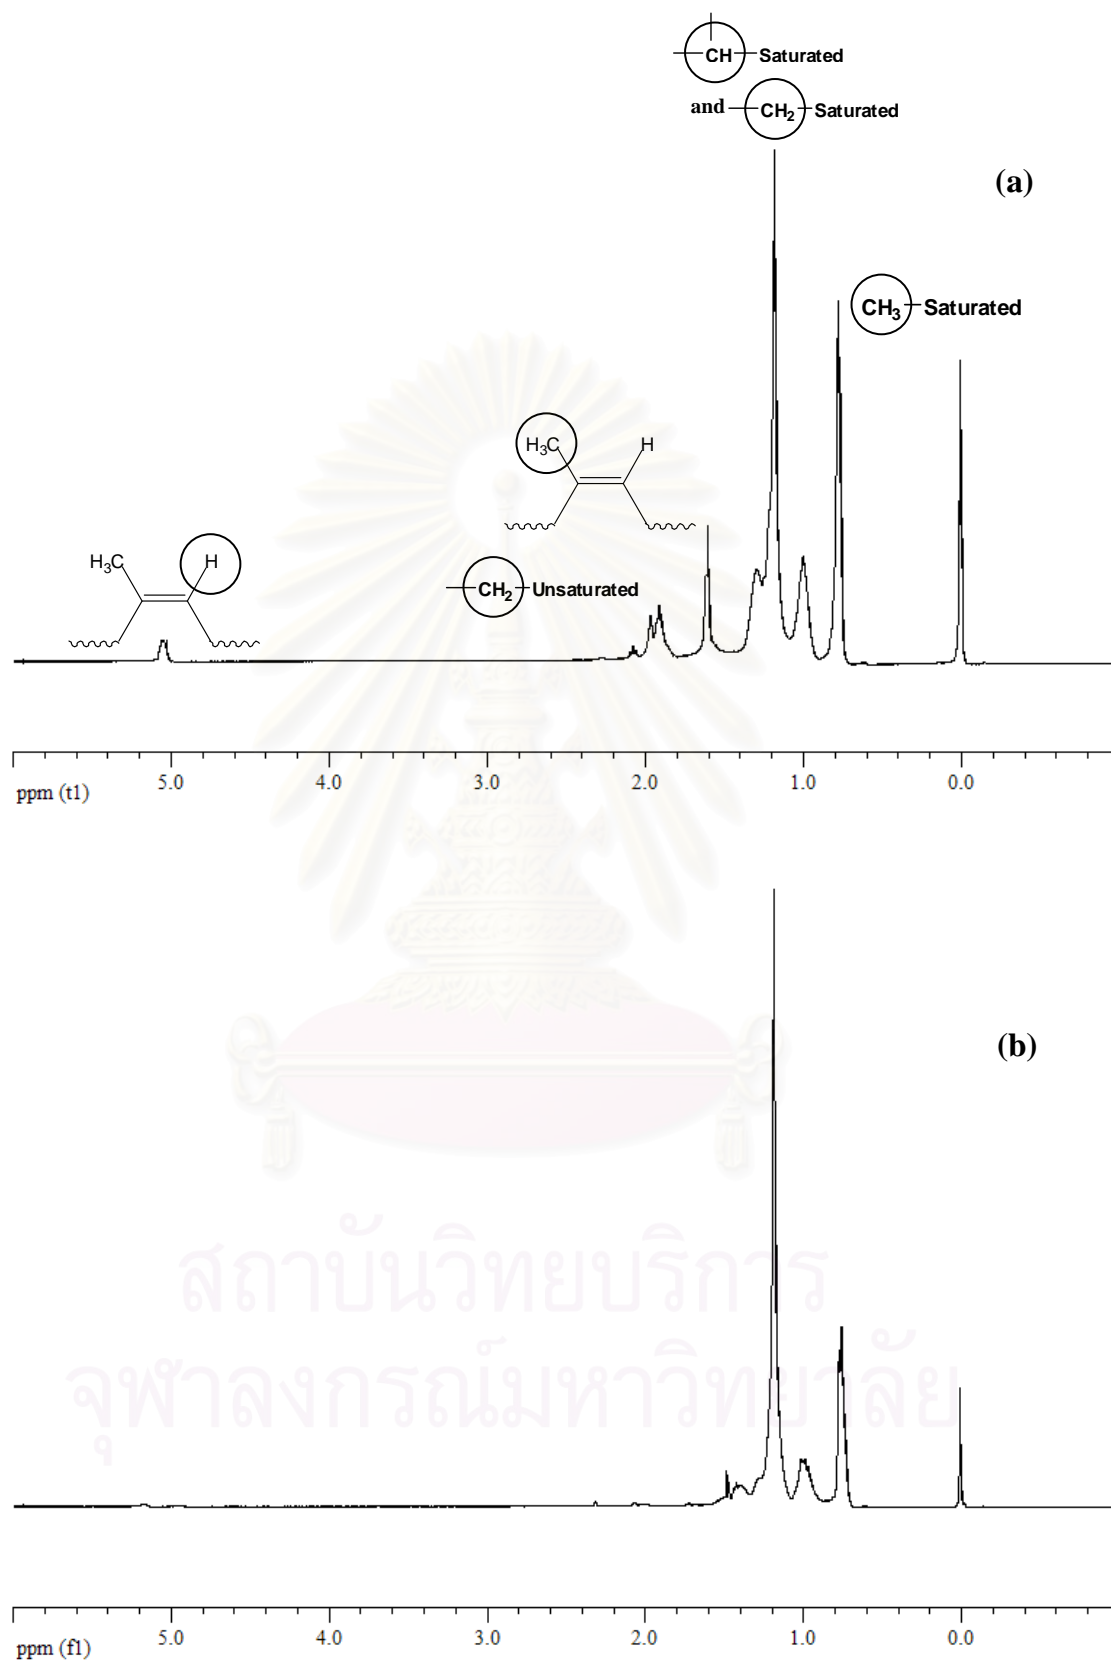 CH Saturated
and CH₂ Saturated
(a)
CH₃ Saturated
H₃C H
H₃C H
CH₂ Unsaturated
5.0 4.0 3.0 2.0 1.0 0.0
ppm (t1)
(b)
สถาบันวิทยบริการ
จุฬาลงกรณ์มหาวิทยาลัย
5.0 4.0 3.0 2.0 1.0 0.0
ppm (f1)